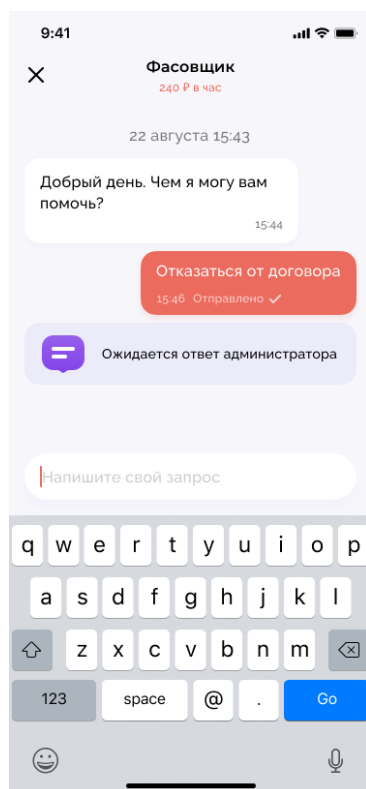 9:41
Фасовщик
240 ₽ в час
22 августа 15:43
Добрый день. Чем я могу вам
помочь?
15:44
Отказаться от договора
15:46 Отправлено
Ожидается ответ администратора
Напишите свой запрос
q w e r t y u i o p
a s d f g h j k l
z x c v b n m
123 space @ . Go